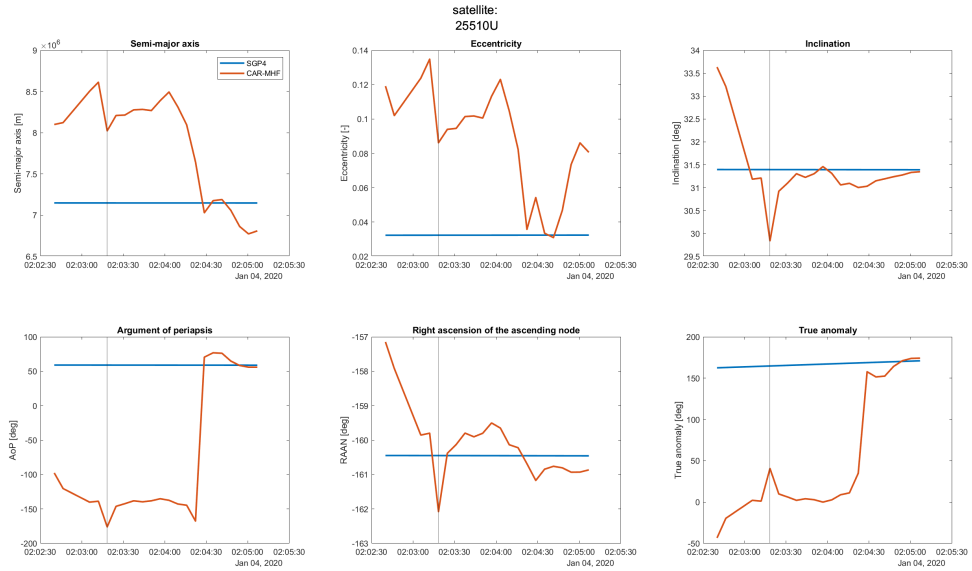 satellite:
25510U
Semi-major axis
×10^6
9
8.5
8
7.5
7
6.5
Semi-major axis [m]
SGP4
CAR-MHF
02:02:30 02:03:00 02:03:30 02:04:00 02:04:30 02:05:00 02:05:30
Jan 04, 2020
Eccentricity
0.14
0.12
0.1
0.08
0.06
0.04
0.02
Eccentricity [-]
02:02:30 02:03:00 02:03:30 02:04:00 02:04:30 02:05:00 02:05:30
Jan 04, 2020
Inclination
34
33.5
33
32.5
32
31.5
31
30.5
30
29.5
Inclination [deg]
02:02:30 02:03:00 02:03:30 02:04:00 02:04:30 02:05:00 02:05:30
Jan 04, 2020
Argument of periapsis
100
50
0
-50
-100
-150
-200
AoP [deg]
02:02:30 02:03:00 02:03:30 02:04:00 02:04:30 02:05:00 02:05:30
Jan 04, 2020
Right ascension of the ascending node
-157
-158
-159
-160
-161
-162
-163
RAAN [deg]
02:02:30 02:03:00 02:03:30 02:04:00 02:04:30 02:05:00 02:05:30
Jan 04, 2020
True anomaly
200
150
100
50
0
-50
True anomaly [deg]
02:02:30 02:03:00 02:03:30 02:04:00 02:04:30 02:05:00 02:05:30
Jan 04, 2020